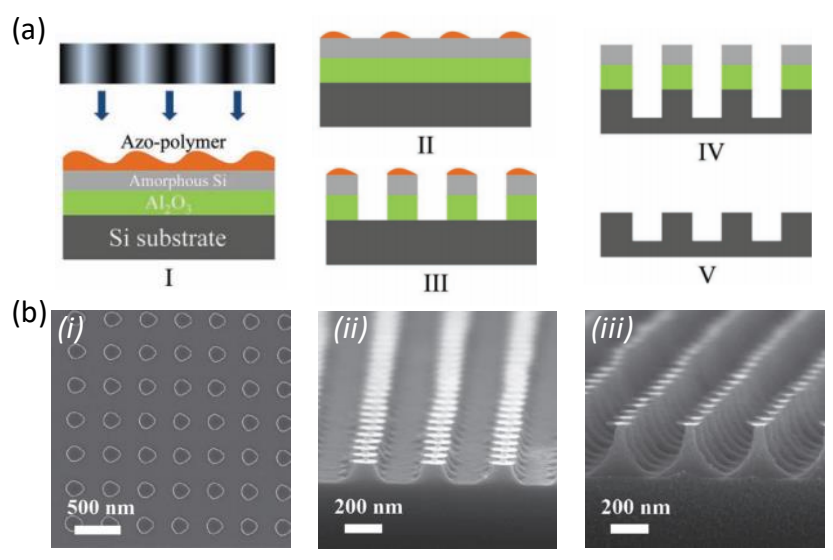 (a)
Azo-polymer
Amorphous Si
Al₂O₃
Si substrate
I
II
III
IV
V
(b)
(i)
500 nm
(ii)
200 nm
(iii)
200 nm